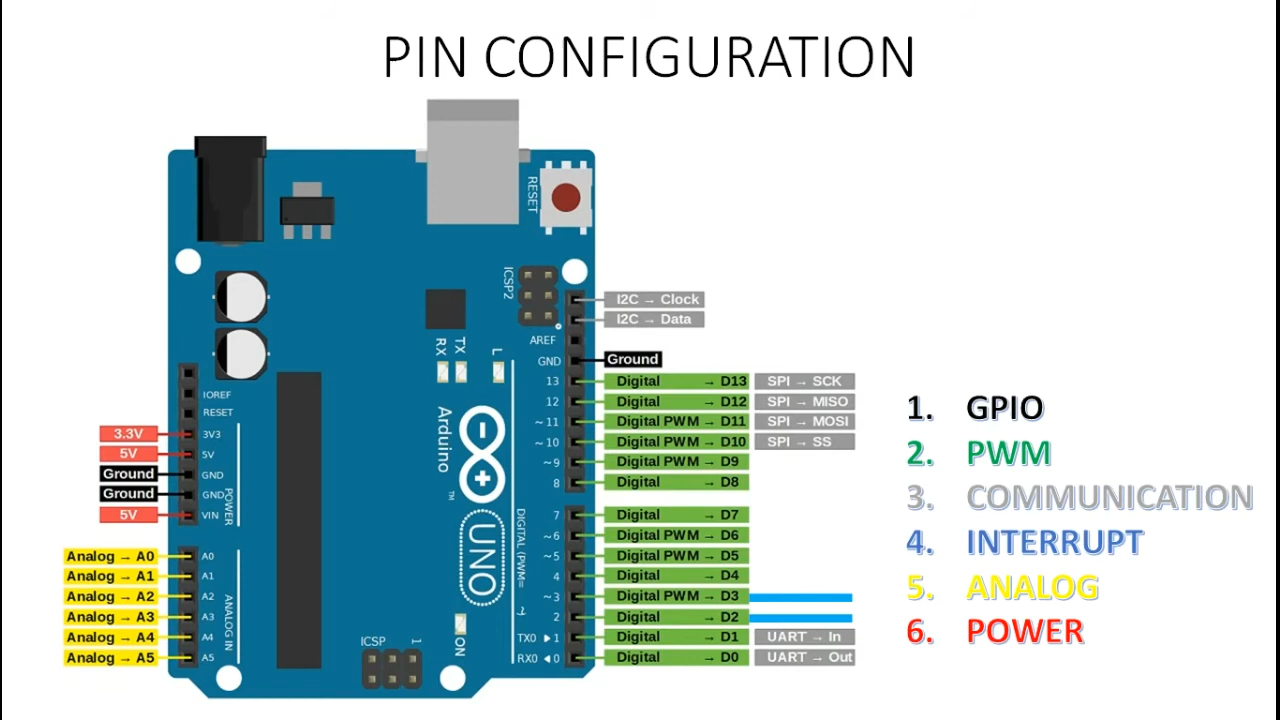 PIN CONFIGURATION
RESET
ICSP2
I2C → Clock
I2C → Data
AREF
GND
Ground
RX
TX
L
13
Digital → D13
SPI → SCK
12
Digital → D12
SPI → MISO
~11
Digital PWM → D11
SPI → MOSI
~10
Digital PWM → D10
SPI → SS
~9
Digital PWM → D9
8
Digital → D8
7
Digital → D7
~6
Digital PWM → D6
~5
Digital PWM → D5
4
Digital → D4
~3
Digital PWM → D3
2
Digital → D2
TX0 ▶ 1
Digital → D1
UART → In
RX0 ◀ 0
Digital → D0
UART → Out
DIGITAL (PWM= ~)
IOREF
RESET
3.3V
3V3
5V
5V
Ground
GND
Ground
GND
5V
VIN
POWER
Analog → A0
A0
Analog → A1
A1
Analog → A2
A2
Analog → A3
A3
Analog → A4
A4
Analog → A5
A5
ANALOG IN
Arduino
TM
UNO
ON
ICSP
1
1. GPIO
2. PWM
3. COMMUNICATION
4. INTERRUPT
5. ANALOG
6. POWER